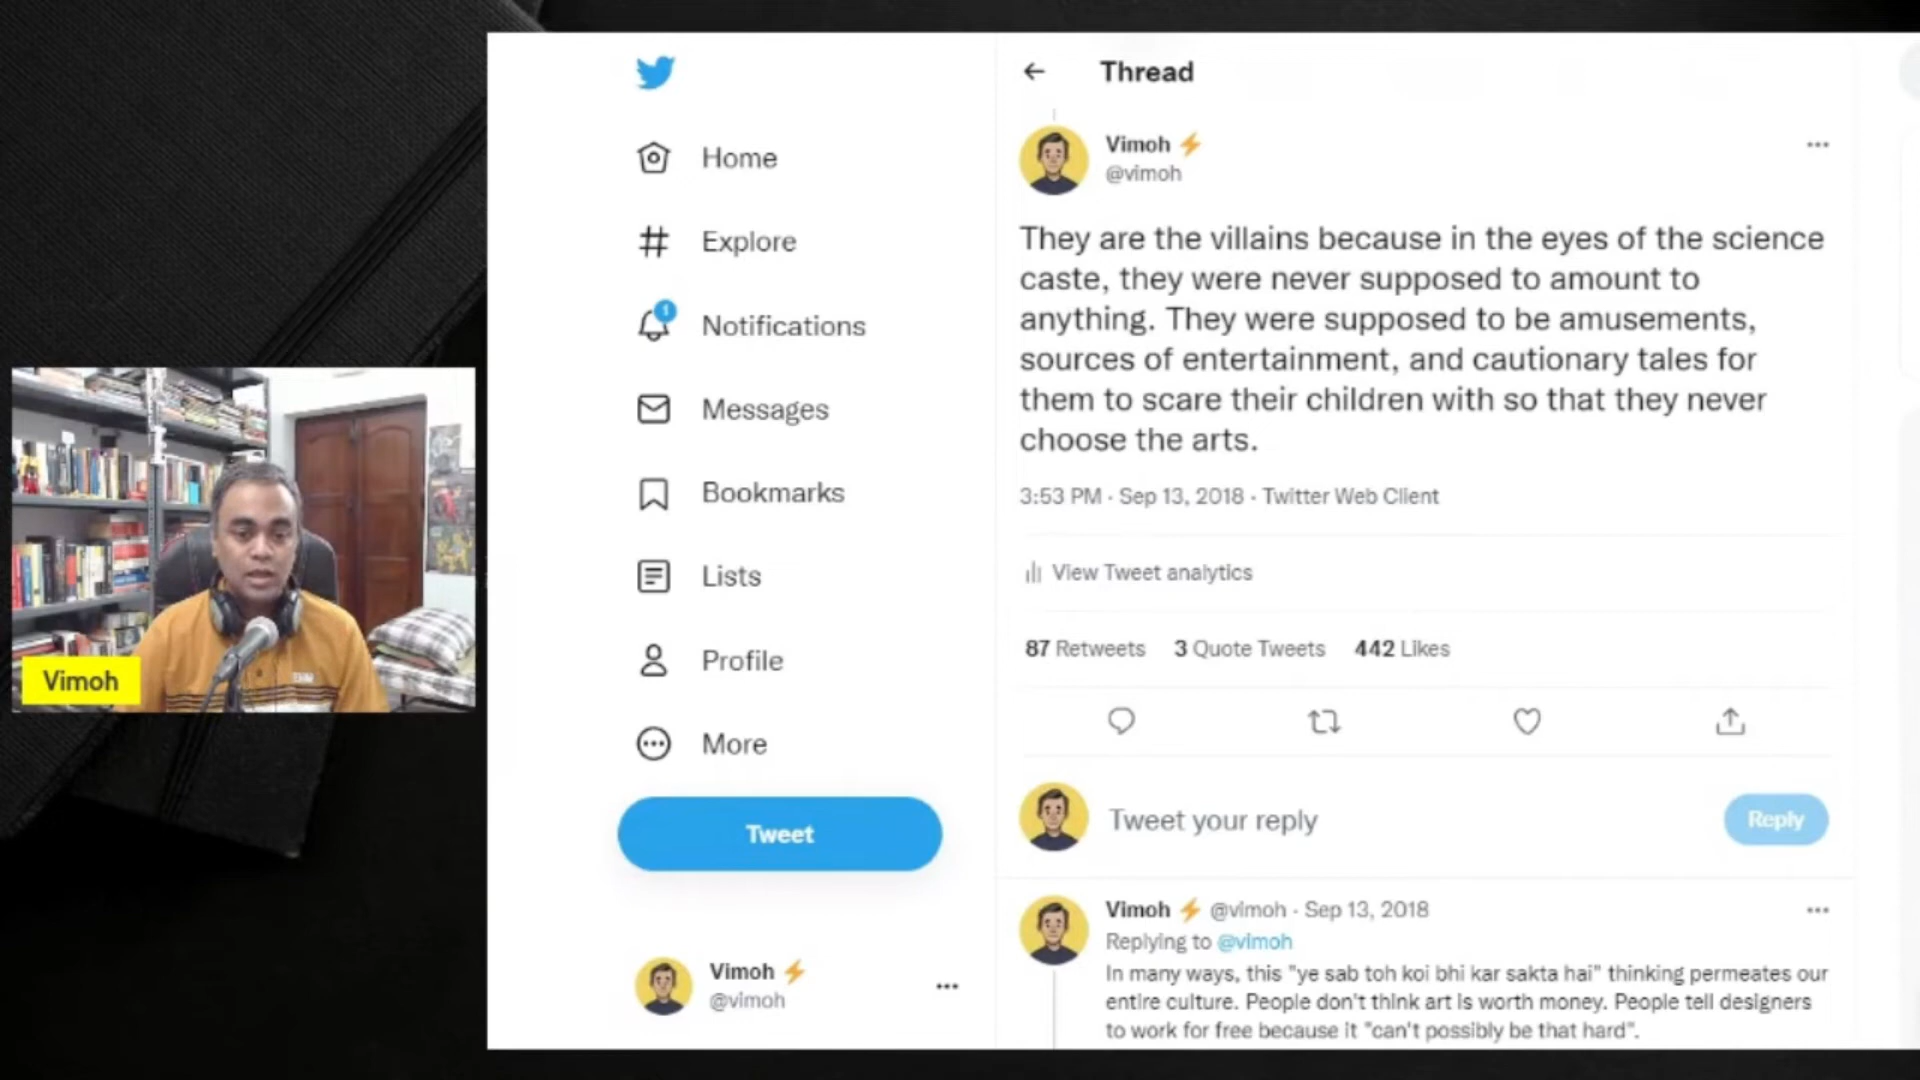 Home
Explore
1
Notifications
Messages
Bookmarks
Lists
Profile
More
Tweet
Vimoh
@vimoh
Vimoh
Thread
Vimoh
@vimoh
They are the villains because in the eyes of the science
caste, they were never supposed to amount to
anything. They were supposed to be amusements,
sources of entertainment, and cautionary tales for
them to scare their children with so that they never
choose the arts.
3:53 PM · Sep 13, 2018 · Twitter Web Client
View Tweet analytics
87 Retweets 3 Quote Tweets 442 Likes
Tweet your reply
Reply
Vimoh @vimoh · Sep 13, 2018
Replying to @vimoh
In many ways, this "ye sab toh koi bhi kar sakta hai" thinking permeates our
entire culture. People don't think art is worth money. People tell designers
to work for free because it "can't possibly be that hard".